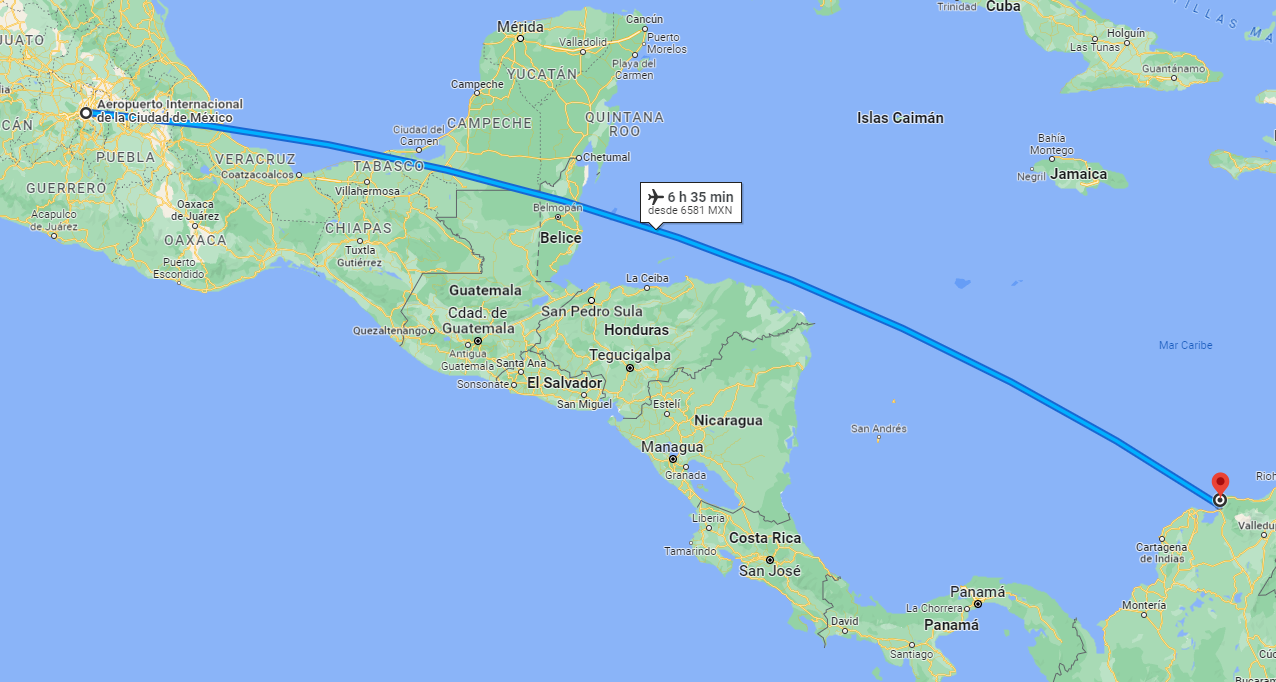 Trinidad
Cuba
ILLAS MA
Holguín
Las Tunas
Guantánamo
JUATO
Mérida
Cancún
Valladolid
Puerto
Morelos
Playa del
Carmen
YUCATÁN
Campeche
CAMPECHE
QUINTANA
ROO
Aeropuerto Internacional
de la Ciudad de México
CÁN
Ciudad del
Carmen
Islas Caimán
Bahía
Montego
Negril
Jamaica
PUEBLA
VERACRUZ
Coatzacoalcos
TABASCO
Chetumal
GUERRERO
Villahermosa
Acapulco
de Juárez
Oaxaca
de Juárez
OAXACA
CHIAPAS
Tuxtla
Gutiérrez
Puerto
Escondido
Belmopán
Belice
6 h 35 min
desde 6581 MXN
La Ceiba
Guatemala
San Pedro Sula
Cdad. de
Guatemala
Honduras
Quezaltenango
Antigua
Guatemala
Santa Ana
Tegucigalpa
Sonsonate
El Salvador
San Miguel
Estelí
Nicaragua
Mar Caribe
San Andrés
Managua
Granada
Rioh
Valledup
Liberia
Costa Rica
Tamarindo
San José
Cartagena
de Indias
Panamá
La Chorrera
Panamá
Montería
David
Santiago
Cúc
Bucaram